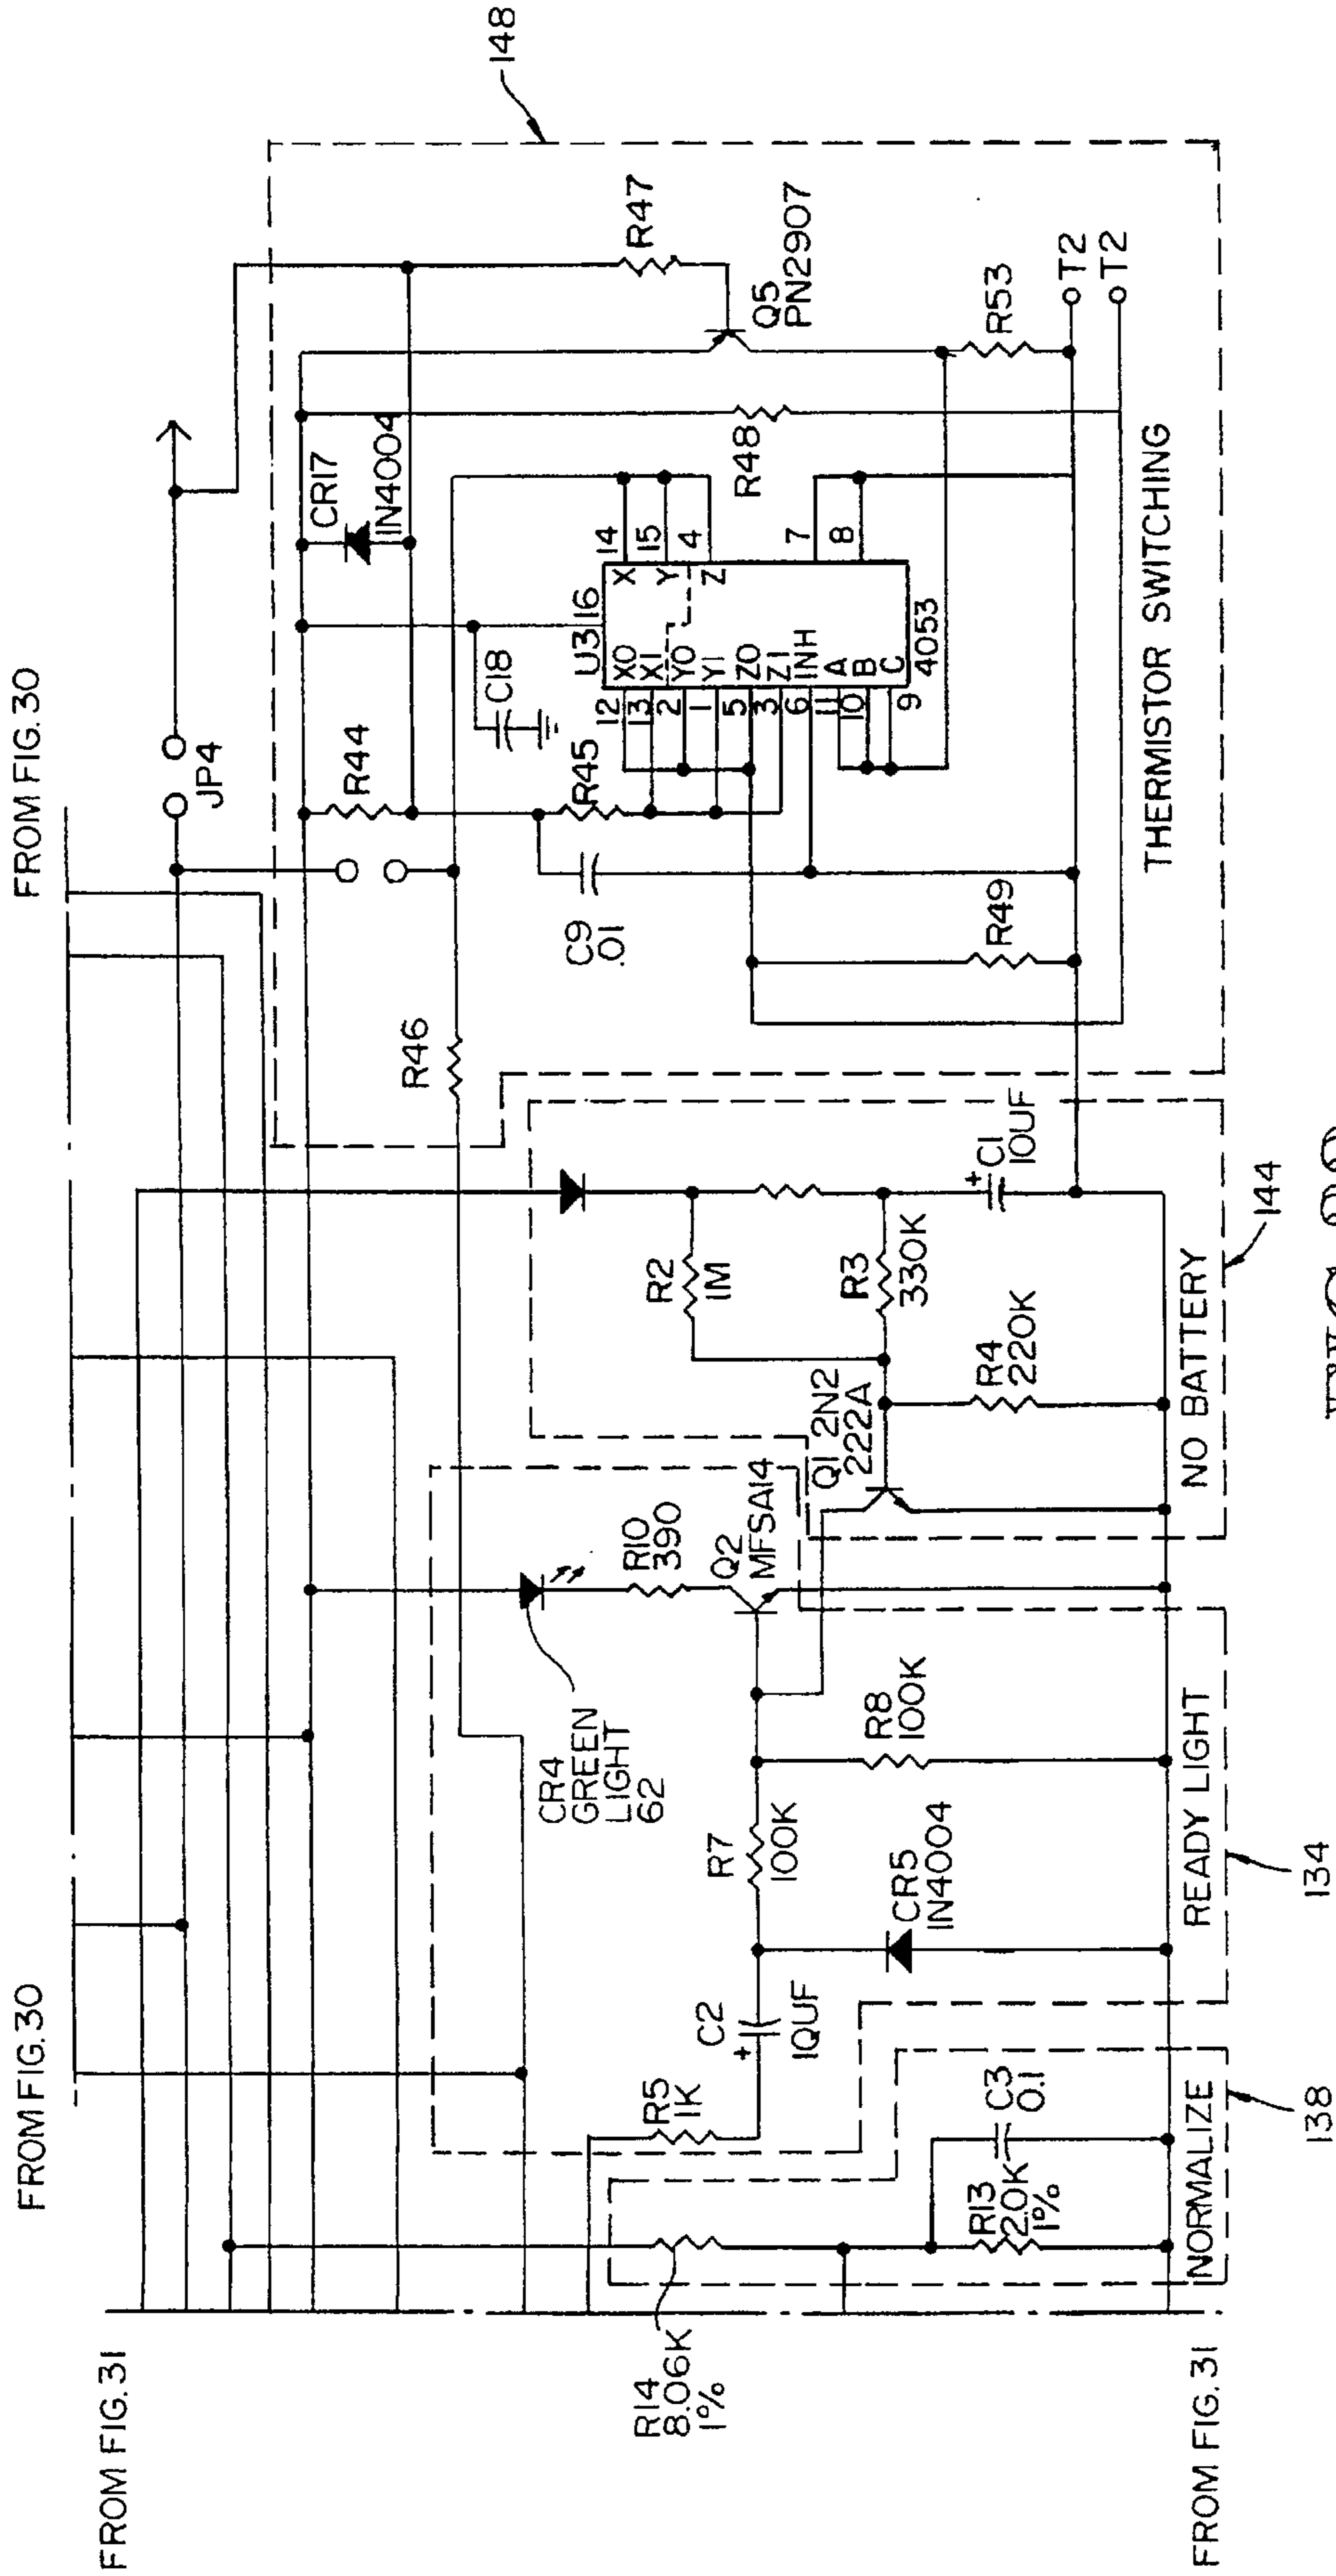 FROM FIG. 31
FROM FIG. 30
FROM FIG. 30
R14
8.06K
1%
R5
1K
C2
+
10UF
R7
100K
CR4
GREEN
LIGHT
62
R10
390
Q2
MFSA14
R8
100K
CR5
1N4004
C3
0.1
R13
2.0K
1%
NORMALIZE
138
READY LIGHT
134
Q1 2N2
222A
R2
1M
R3
330K
R4
220K
+
C1
10UF
NO BATTERY
144
R46
JP4
R44
C18
CR17
1N4004
R45
C9
.01
U3
16
12
13
2
1
5
3
6
11
10
9
X0
X1
Y0
Y1
Z0
Z1
INH
A
B
C
X
Y
Z
14
15
4
7
8
4053
R48
R47
Q5
PN2907
R53
R49
T2
T2
THERMISTOR SWITCHING
148
FROM FIG. 31